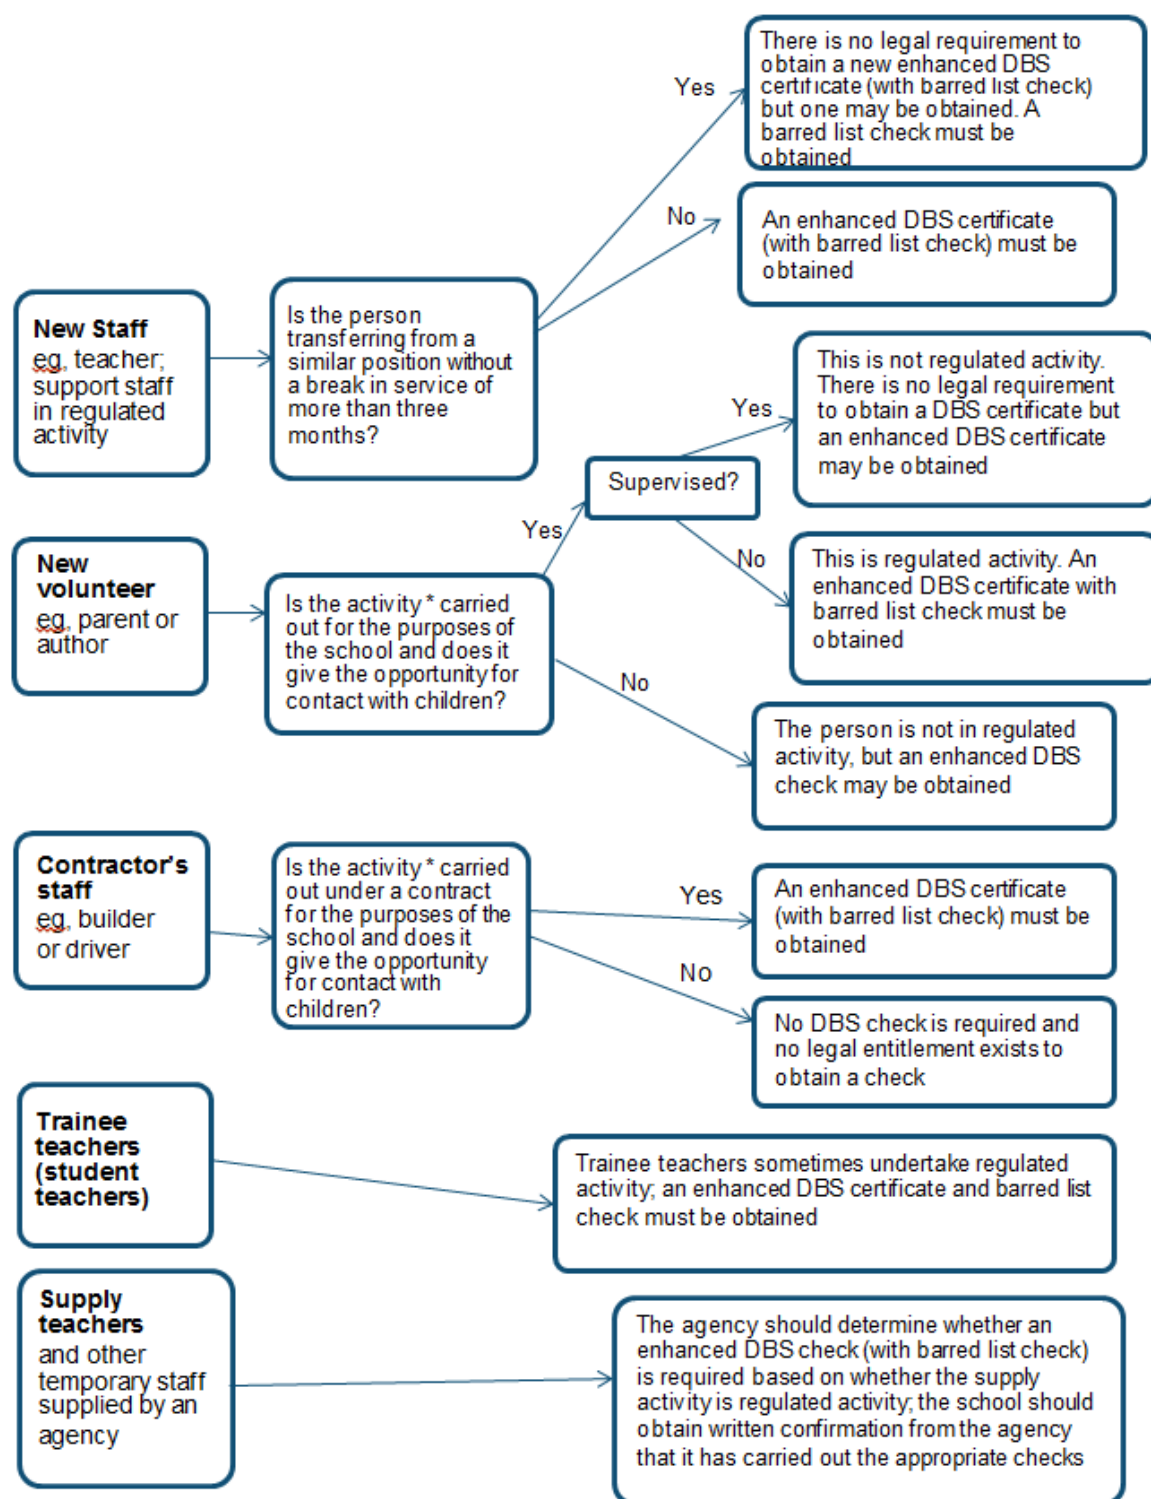 There is no legal requirement to
obtain a new enhanced DBS
certificate (with barred list check)
but one may be obtained. A
barred list check must be
obtained
Yes
No
An enhanced DBS certificate
(with barred list check) must be
obtained
New Staff
eg, teacher;
support staff
in regulated
activity
Is the person
transferring from a
similar position without
a break in service of
more than three
months?
This is not regulated activity.
There is no legal requirement
to obtain a DBS certificate but
an enhanced DBS certificate
may be obtained
Yes
Supervised?
Yes
No
This is regulated activity. An
enhanced DBS certificate with
barred list check must be
obtained
New
volunteer
eg, parent or
author
Is the activity * carried
out for the purposes of
the school and does it
give the opportunity for
contact with children?
No
The person is not in regulated
activity, but an enhanced DBS
check may be obtained
Contractor's
staff
eg, builder
or driver
Is the activity * carried
out under a contract
for the purposes of the
school and does it
give the opportunity
for contact with
children?
Yes
An enhanced DBS certificate
(with barred list check) must be
obtained
No
No DBS check is required and
no legal entitlement exists to
obtain a check
Trainee
teachers
(student
teachers)
Trainee teachers sometimes undertake regulated
activity; an enhanced DBS certificate and barred list
check must be obtained
Supply
teachers
and other
temporary staff
supplied by an
agency
The agency should determine whether an
enhanced DBS check (with barred list check)
is required based on whether the supply
activity is regulated activity; the school should
obtain written confirmation from the agency
that it has carried out the appropriate checks